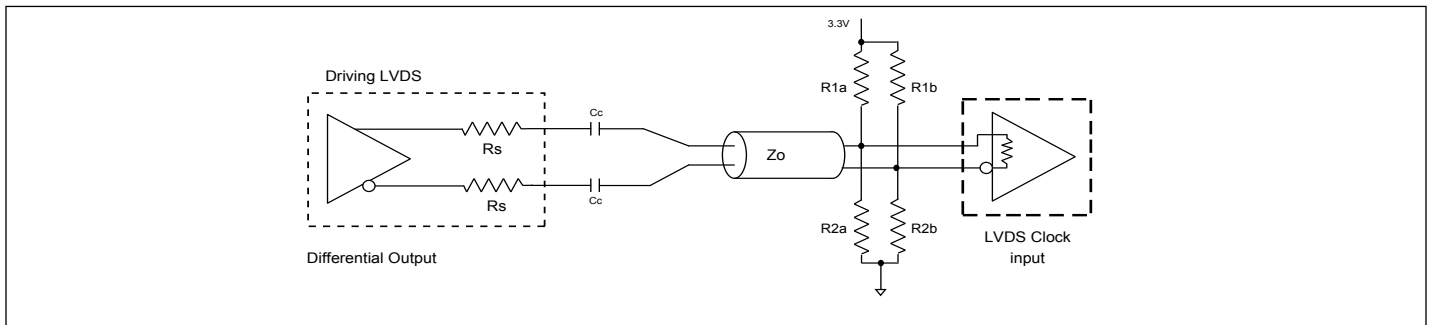 3.3V
Driving LVDS
R1a
R1b
Cc
Rs
Zo
Rs
Cc
R2a
R2b
LVDS Clock
input
Differential Output